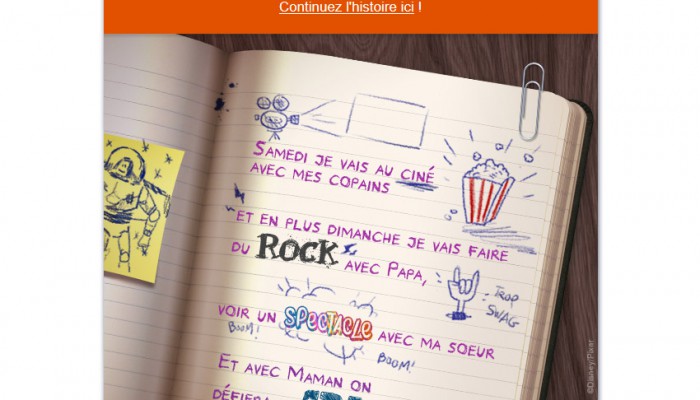 Continuez l'histoire ici !
SAMEDI JE VAIS AU CINÉ
AVEC MES COPAINS
ET EN PLUS DIMANCHE JE VAIS FAIRE
DU ROCK AVEC PAPA,
TROP
SWAG
VOIR UN SPECTACLE AVEC MA SOEUR
BOOM!
BOOM!
ET AVEC MAMAN ON
©Disney/Pixar